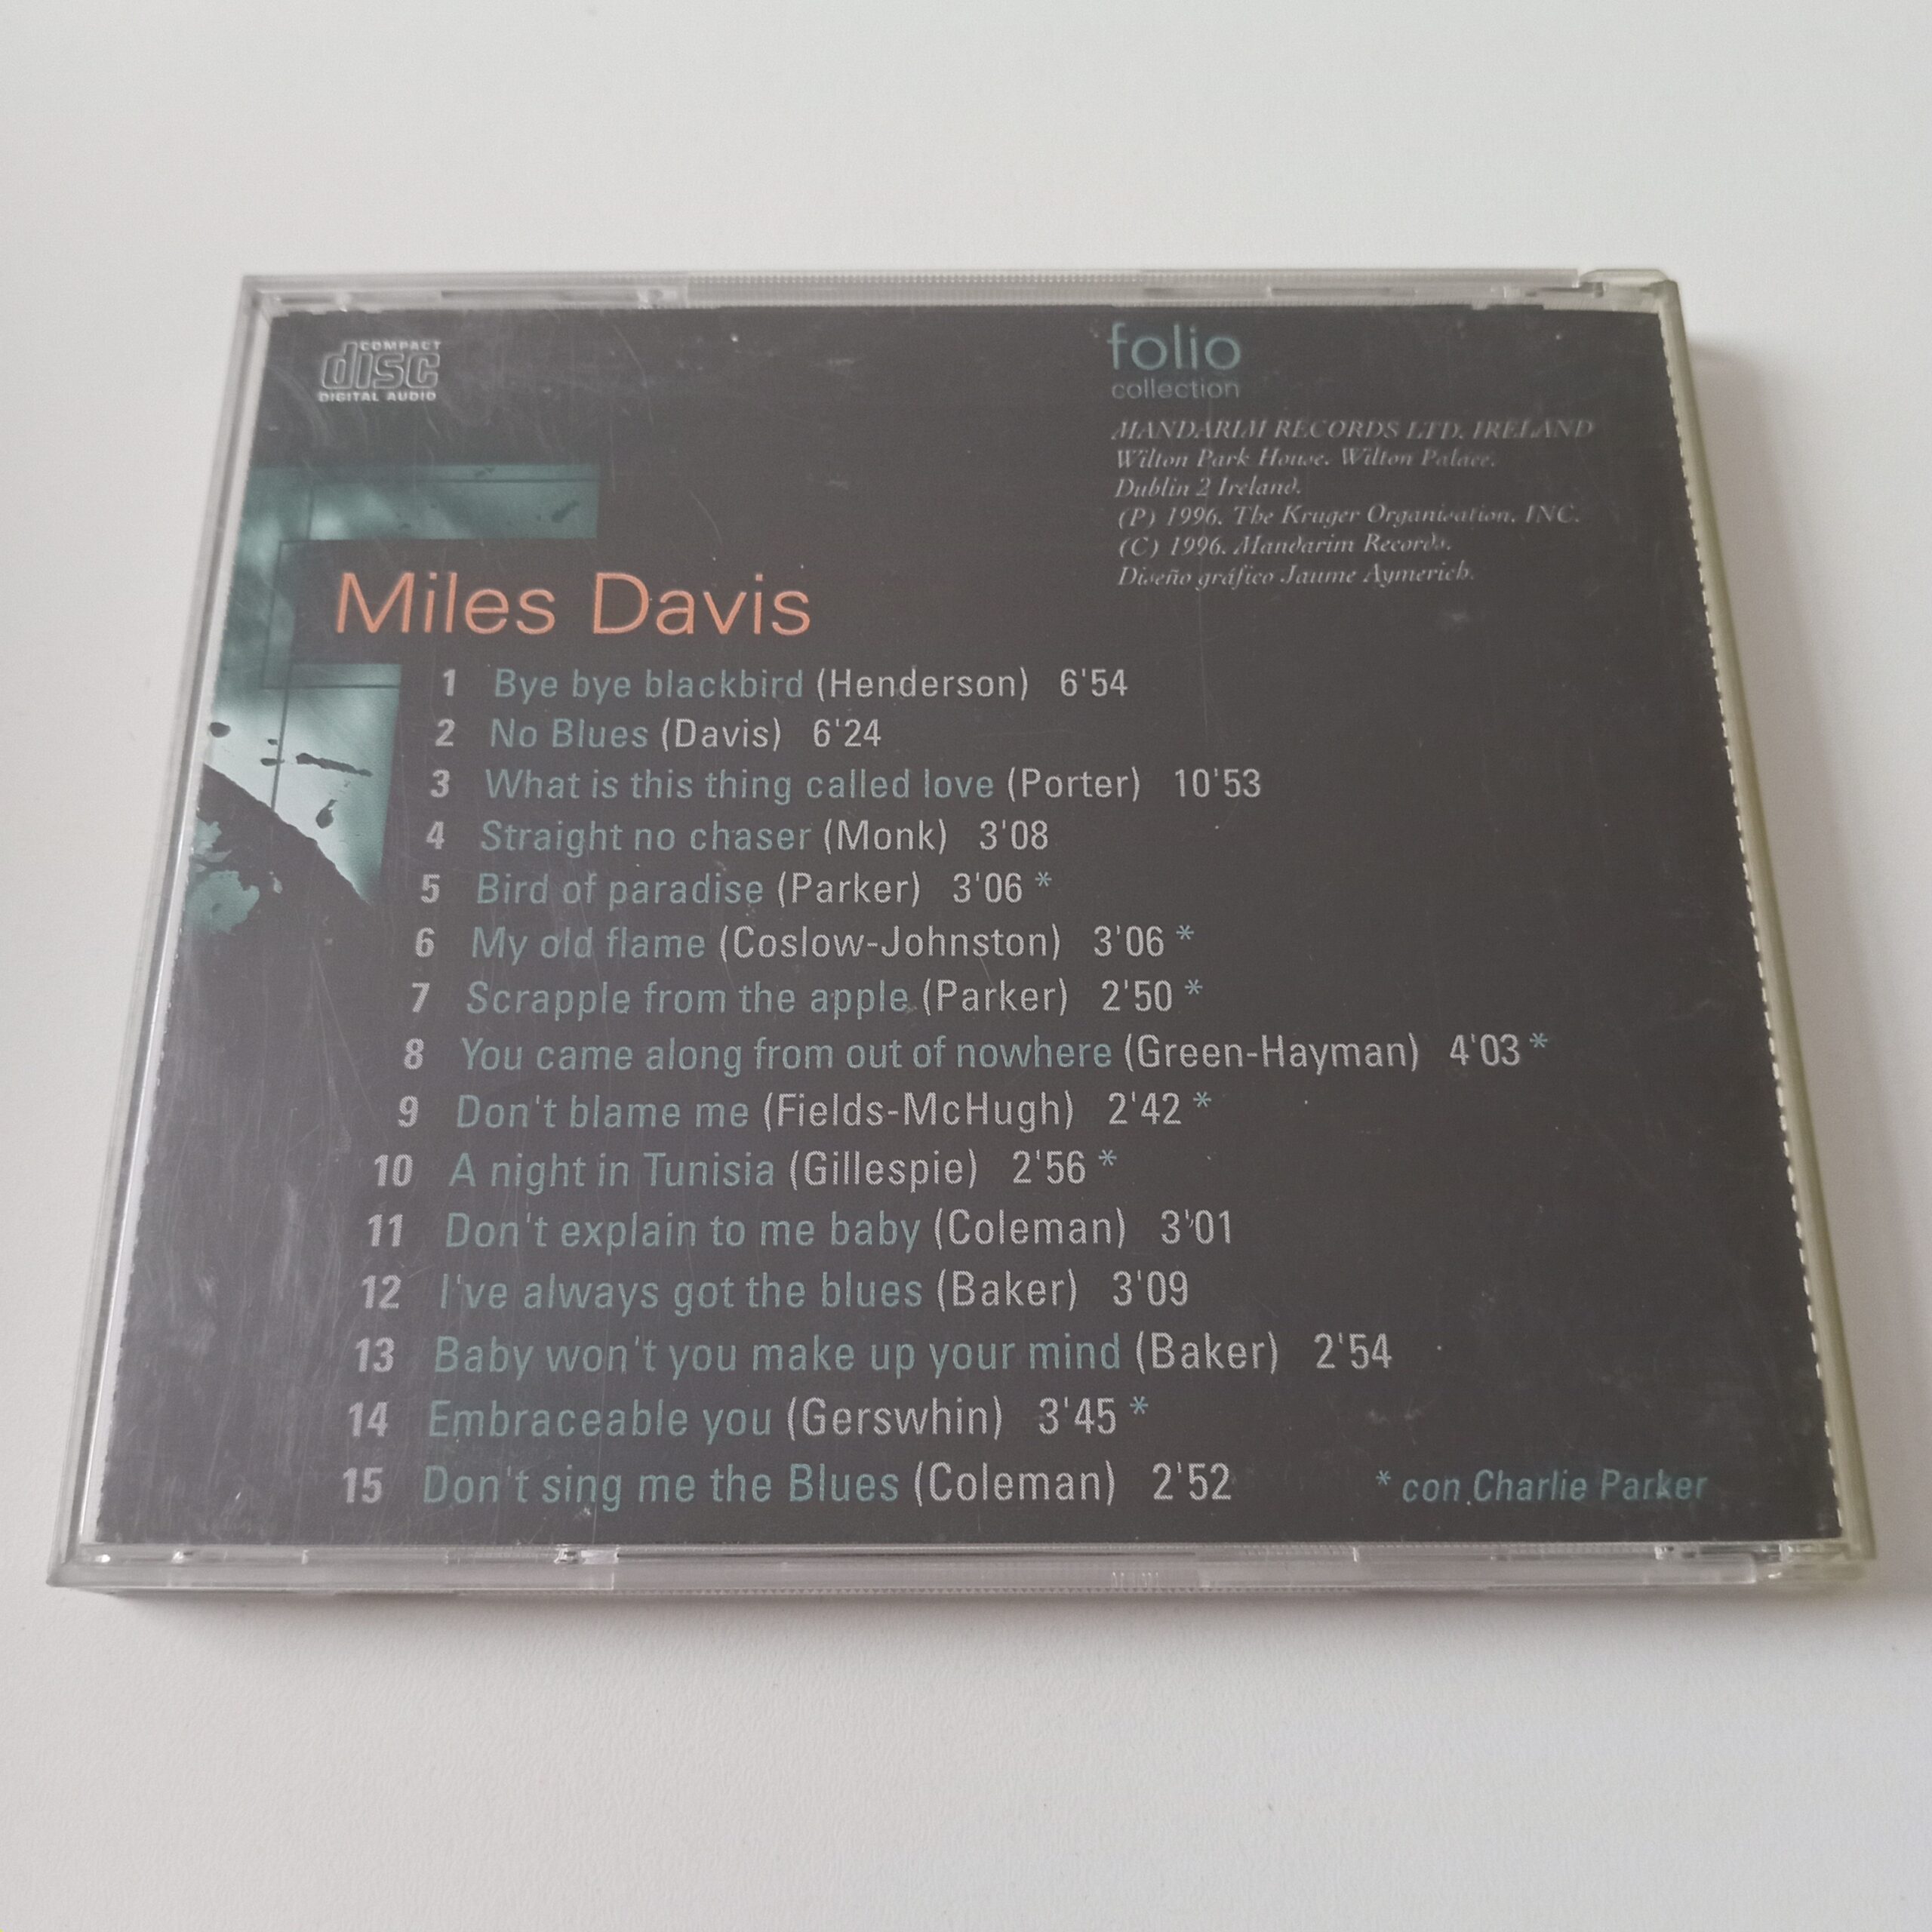 COMPACT
disc
DIGITAL AUDIO
folio
collection
MANDARIM RECORDS LTD. IRELAND
Wilton Park House. Wilton Palace.
Dublin 2 Ireland.
(P) 1996. The Kruger Organisation, INC.
(C) 1996. Mandarim Records.
Diseño gráfico Jaume Aymerich.
Miles Davis
1 Bye bye blackbird (Henderson) 6'54
2 No Blues (Davis) 6'24
3 What is this thing called love (Porter) 10'53
4 Straight no chaser (Monk) 3'08
5 Bird of paradise (Parker) 3'06 *
6 My old flame (Coslow-Johnston) 3'06 *
7 Scrapple from the apple (Parker) 2'50 *
8 You came along from out of nowhere (Green-Hayman) 4'03 *
9 Don't blame me (Fields-McHugh) 2'42 *
10 A night in Tunisia (Gillespie) 2'56 *
11 Don't explain to me baby (Coleman) 3'01
12 I've always got the blues (Baker) 3'09
13 Baby won't you make up your mind (Baker) 2'54
14 Embraceable you (Gerswhin) 3'45 *
15 Don't sing me the Blues (Coleman) 2'52
* con Charlie Parker